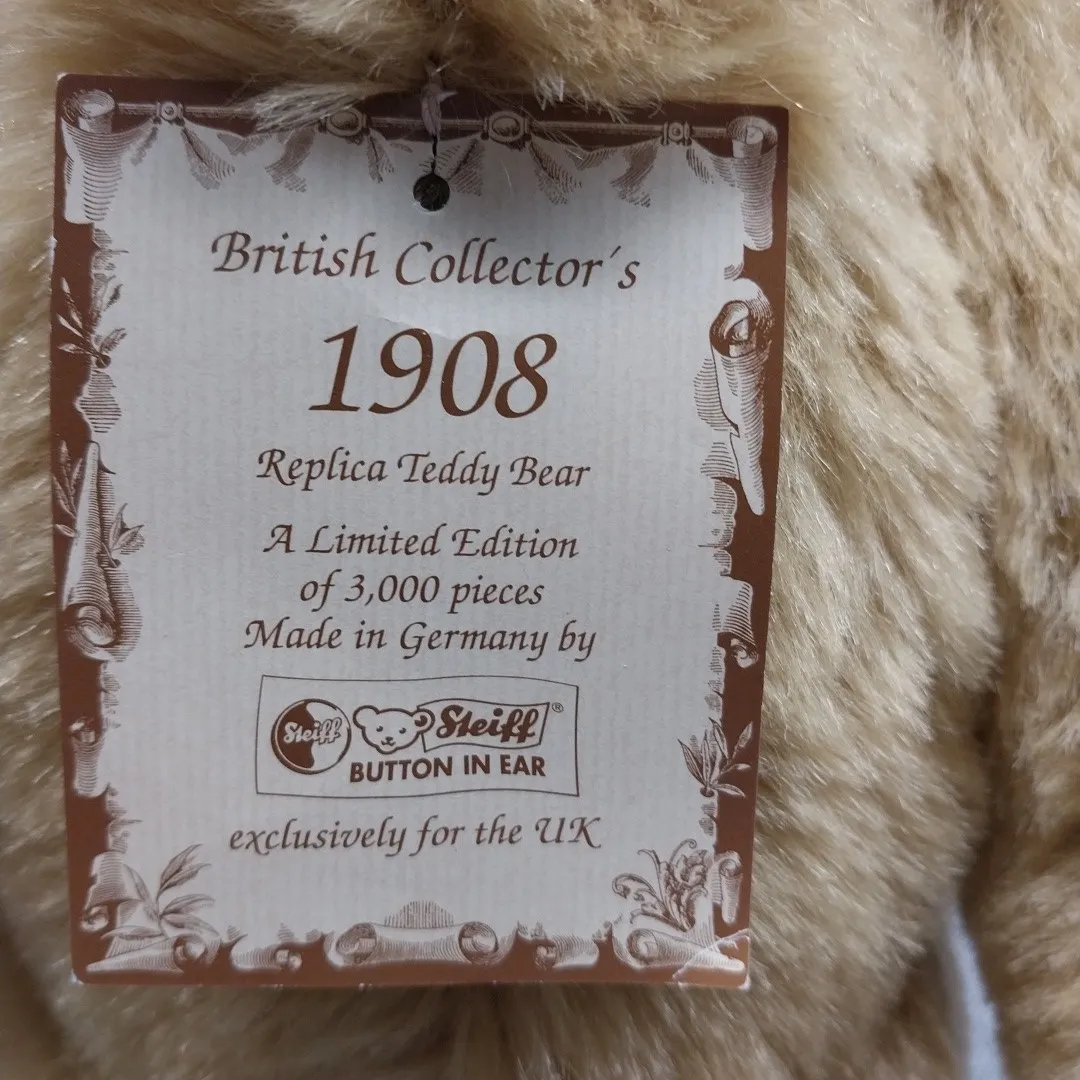 British Collector´s
1908
Replica Teddy Bear
A Limited Edition
of 3,000 pieces
Made in Germany by
Steiff Steiff ®
BUTTON IN EAR
exclusively for the UK